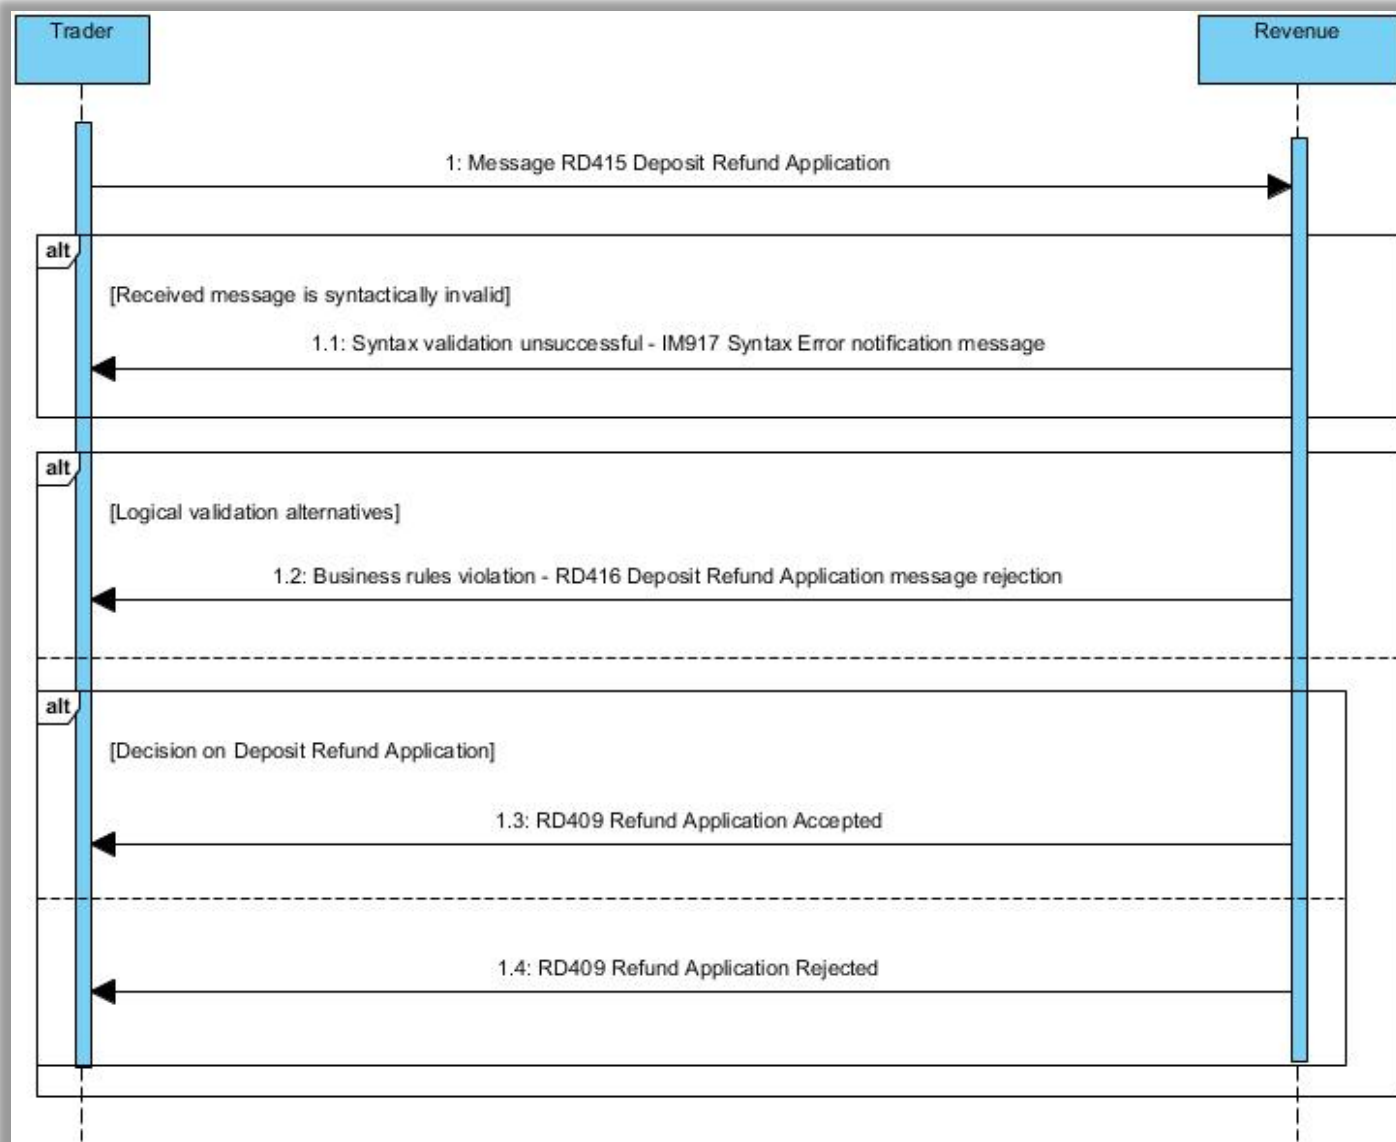 Trader
Revenue
1: Message RD415 Deposit Refund Application
alt
[Received message is syntactically invalid]
1.1: Syntax validation unsuccessful - IM917 Syntax Error notification message
alt
[Logical validation alternatives]
1.2: Business rules violation - RD416 Deposit Refund Application message rejection
alt
[Decision on Deposit Refund Application]
1.3: RD409 Refund Application Accepted
1.4: RD409 Refund Application Rejected